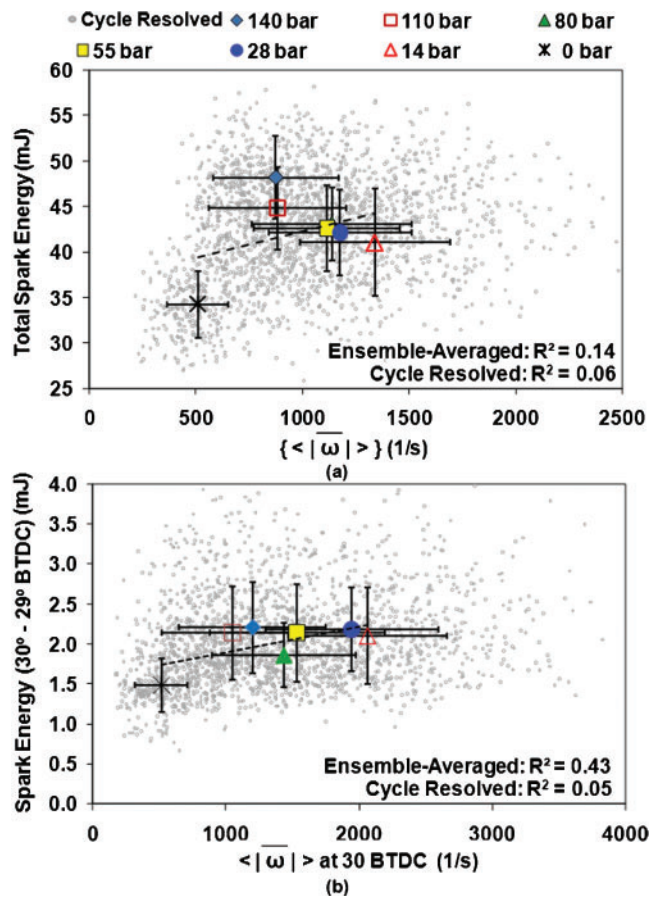 Cycle Resolved 140 bar 110 bar 80 bar
55 bar 28 bar 14 bar 0 bar
60
55
50
45
40
35
30
25
Total Spark Energy (mJ)
Ensemble-Averaged: R² = 0.14
Cycle Resolved: R² = 0.06
0 500 1000 1500 2000 2500
{ < | ω̅ | > } (1/s)
(a)
4.0
3.5
3.0
2.5
2.0
1.5
1.0
0.5
0.0
Spark Energy (30° - 29° BTDC) (mJ)
Ensemble-Averaged: R² = 0.43
Cycle Resolved: R² = 0.05
0 1000 2000 3000 4000
< | ω̅ | > at 30 BTDC (1/s)
(b)